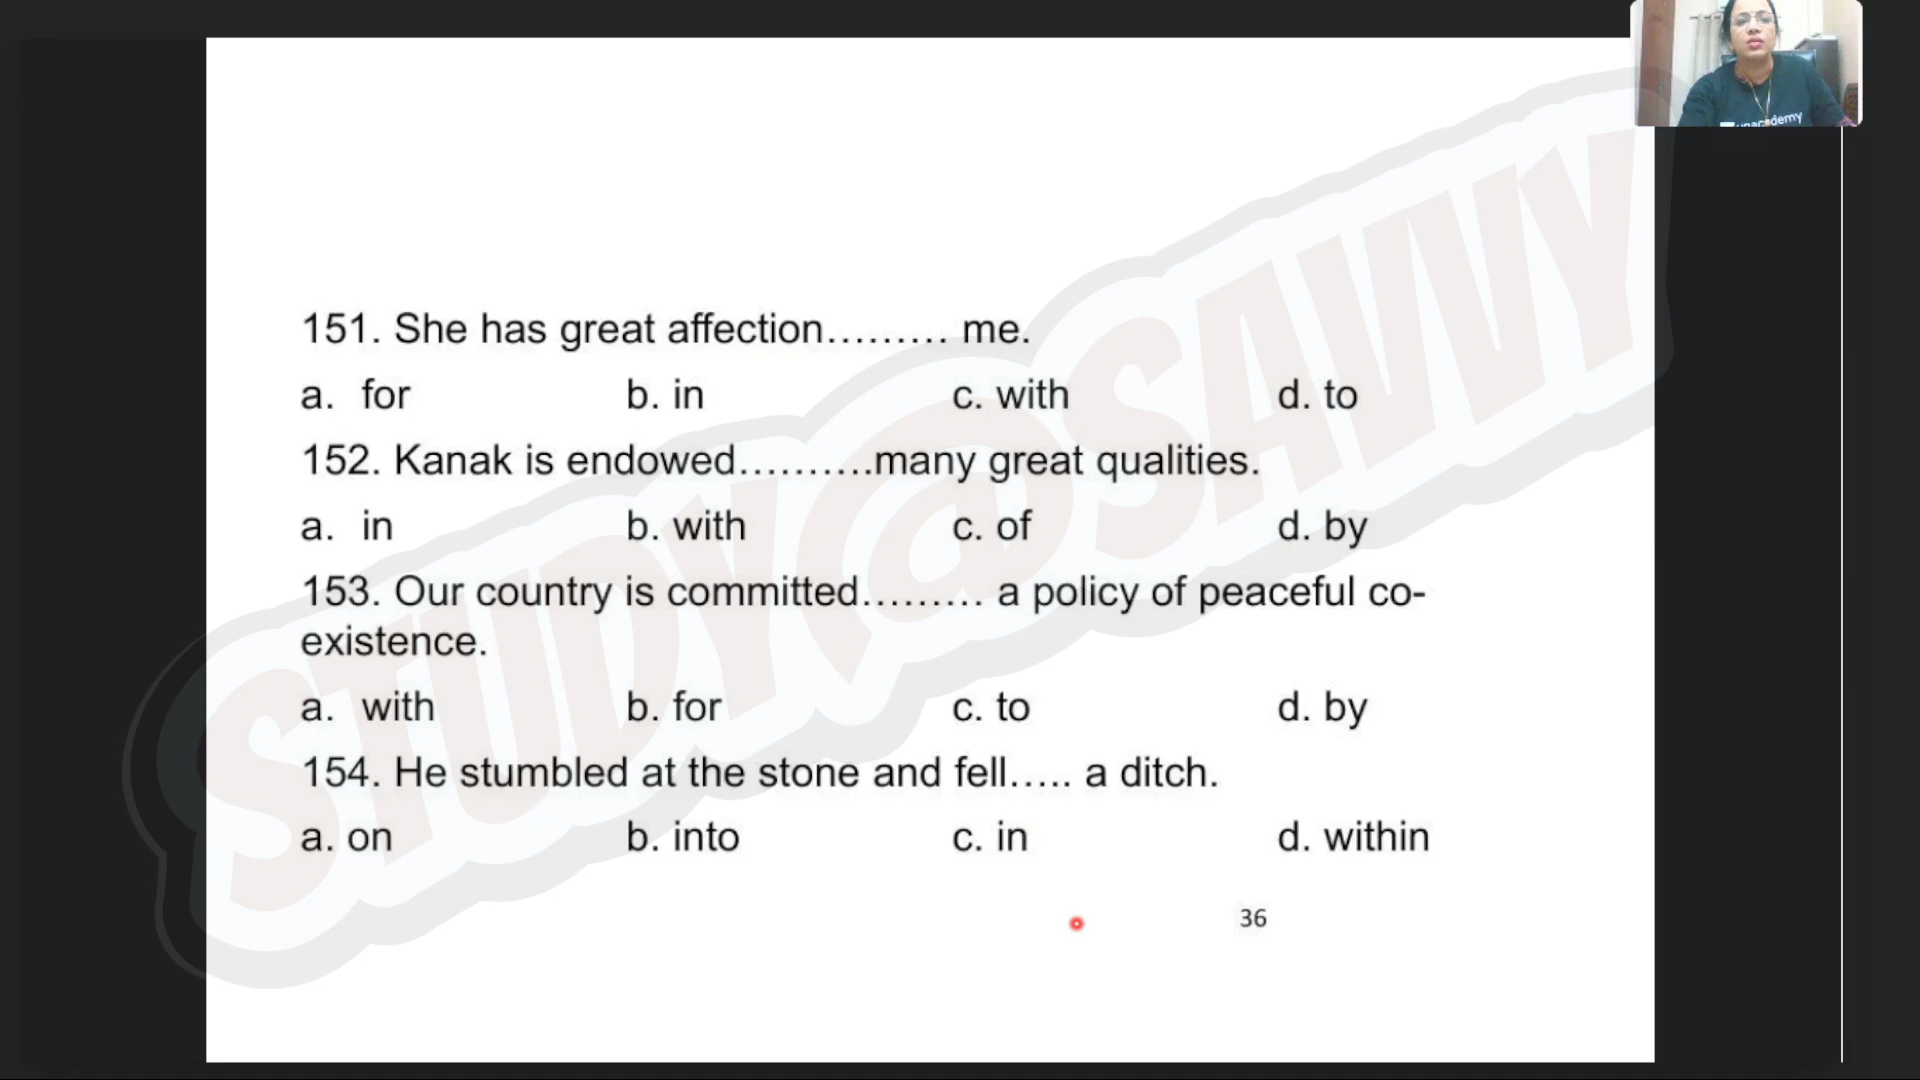 unacademy
151. She has great affection......... me.
a. for b. in c. with d. to
152. Kanak is endowed..........many great qualities.
a. in b. with c. of d. by
153. Our country is committed......... a policy of peaceful co-
existence.
a. with b. for c. to d. by
154. He stumbled at the stone and fell..... a ditch.
a. on b. into c. in d. within
36
STUDY@SAVVY